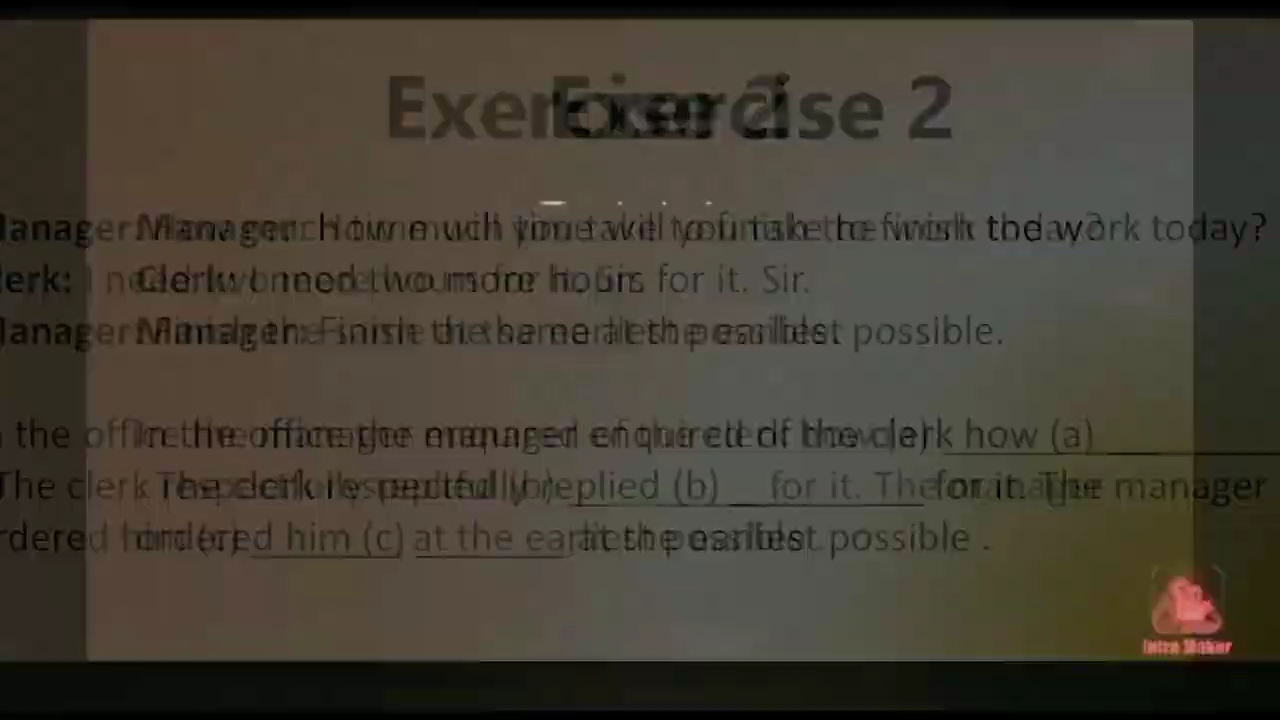 Exercise 2
Manager: How much time will you take to finish the work today?
Clerk: I need two more hours for it. Sir.
Manager: Finish the same at the earliest possible.
In the office the manager enquired of the clerk how (a)
The clerk respectfully replied (b) for it. The manager
ordered him (c) at the earliest possible .
Intro Maker